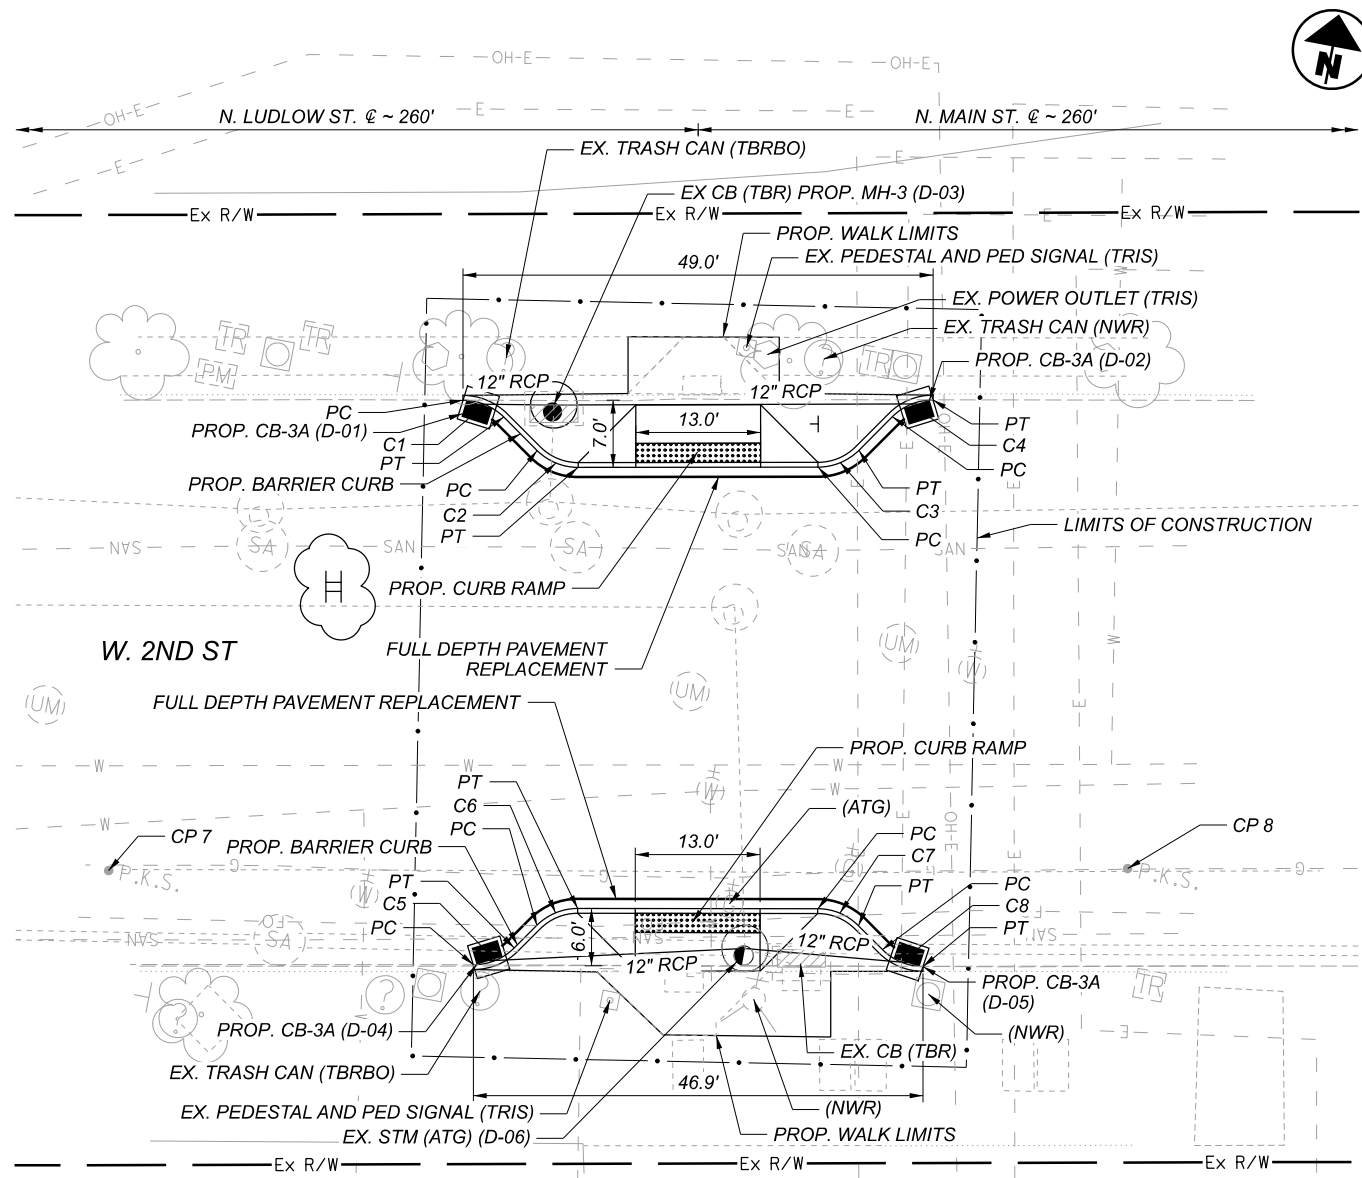 N
OH-E
OH-E
OH-E
N. LUDLOW ST. ℄ ~ 260'
N. MAIN ST. ℄ ~ 260'
E
E
E
E
EX. TRASH CAN (TBRBO)
EX CB (TBR) PROP. MH-3 (D-03)
Ex R/W
Ex R/W
Ex R/W
E
PROP. WALK LIMITS
EX. PEDESTAL AND PED SIGNAL (TRIS)
49.0'
W
EX. POWER OUTLET (TRIS)
EX. TRASH CAN (NWR)
TR
TR
PM
TR
?
PROP. CB-3A (D-02)
12" RCP
12" RCP
PC
PROP. CB-3A (D-01)
C1
PT
7.0'
13.0'
PT
C4
PC
OH-E
E
E
E
PROP. BARRIER CURB
PC
C2
PT
PT
C3
PC
LIMITS OF CONSTRUCTION
SAN
SA
SAN
SA
SAN
SA
SAN
H
PROP. CURB RAMP
W. 2ND ST
FULL DEPTH PAVEMENT
REPLACEMENT
UM
W
(W)
H
UM
UM
FULL DEPTH PAVEMENT REPLACEMENT
E
PROP. CURB RAMP
W
W
W
W
W
W
PT
C6
PC
(W)
H
(ATG)
OH-E
E
CP 7
PROP. BARRIER CURB
13.0'
PC
C7
PT
CP 8
P.K.S.
G
G
G
P.K.S.
PT
C5
PC
(W)
H
PC
C8
PT
SAN
FO
SA
6.0'
SAN
12" RCP
12" RCP
SAN
PROP. CB-3A
(D-05)
TR
?
?
?
PROP. CB-3A (D-04)
(NWR)
E
EX. CB (TBR)
EX. TRASH CAN (TBRBO)
46.9'
EX. PEDESTAL AND PED SIGNAL (TRIS)
(NWR)
EX. STM (ATG) (D-06)
PROP. WALK LIMITS
Ex R/W
Ex R/W
Ex R/W